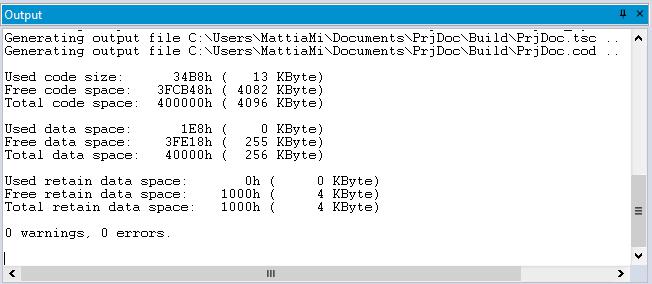 Output
Generating output file C:\Users\MattiaMi\Documents\PrjDoc\Build\PrjDoc.tsc ..
Generating output file C:\Users\MattiaMi\Documents\PrjDoc\Build\PrjDoc.cod ..
Used code size: 34B8h ( 13 KByte)
Free code space: 3FCB48h ( 4082 KByte)
Total code space: 400000h ( 4096 KByte)
Used data space: 1E8h ( 0 KByte)
Free data space: 3FE18h ( 255 KByte)
Total data space: 40000h ( 256 KByte)
Used retain data space: 0h ( 0 KByte)
Free retain data space: 1000h ( 4 KByte)
Total retain data space: 1000h ( 4 KByte)
0 warnings, 0 errors.